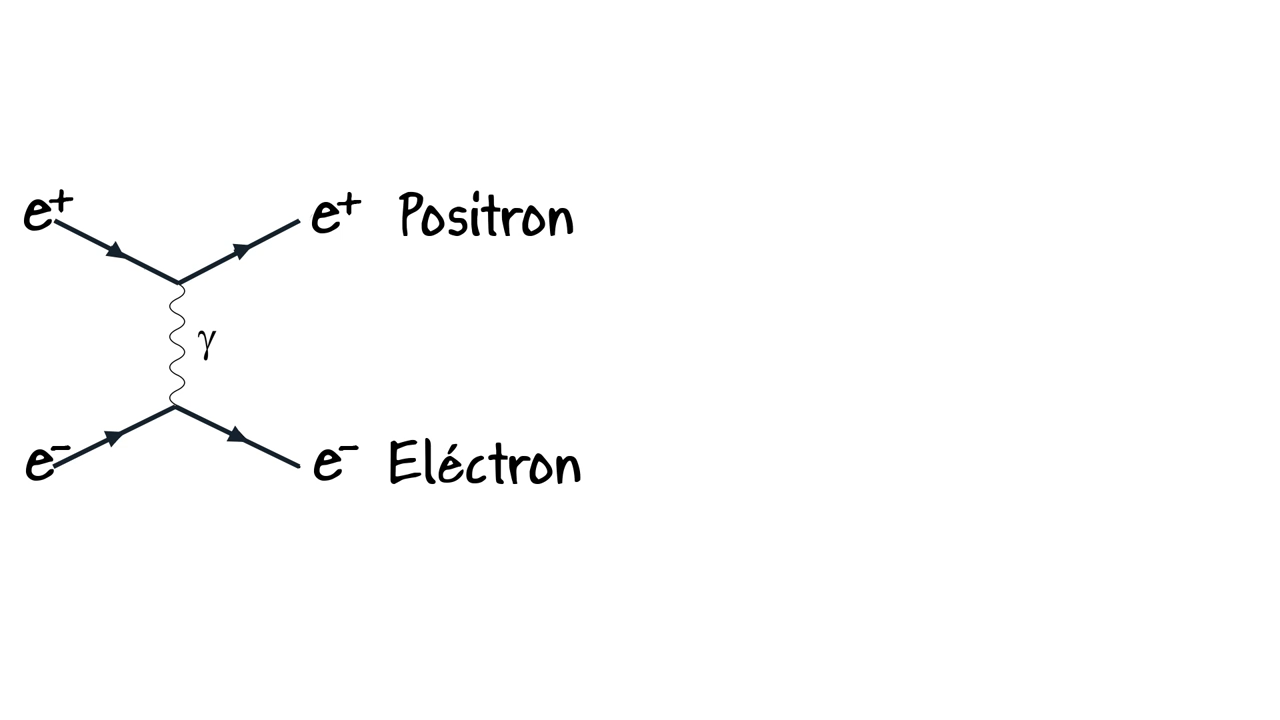 e+ e+ Positron
γ
e- e- Eléctron